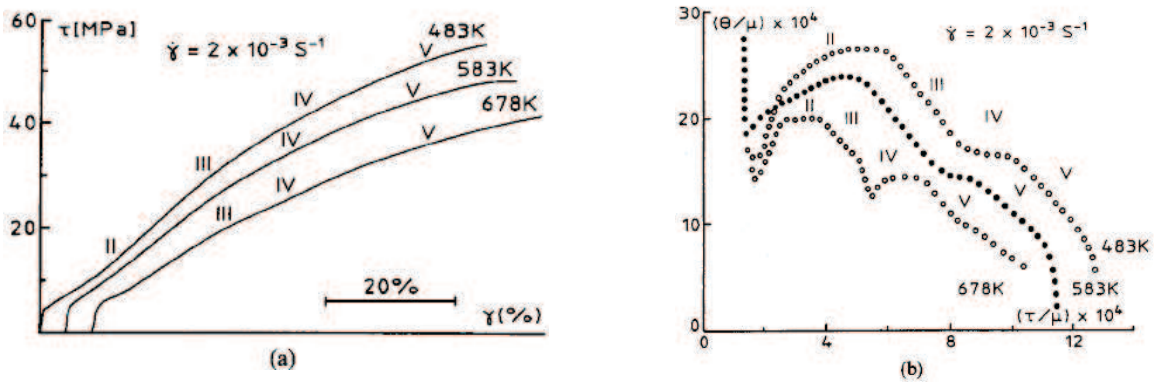 60
τ[MPa]
γ̇ = 2 × 10⁻³ S⁻¹
483K
V
583K
V
678K
IV
IV
V
40
III
IV
III
20
II
20%
γ(%)
0
(a)
30
(θ/μ) × 10⁴
γ̇ = 2 × 10⁻³ S⁻¹
II
III
20
II
III
IV
IV
V
V
V
10
483K
678K
583K
(τ/μ) × 10⁴
0
0
4
8
12
(b)